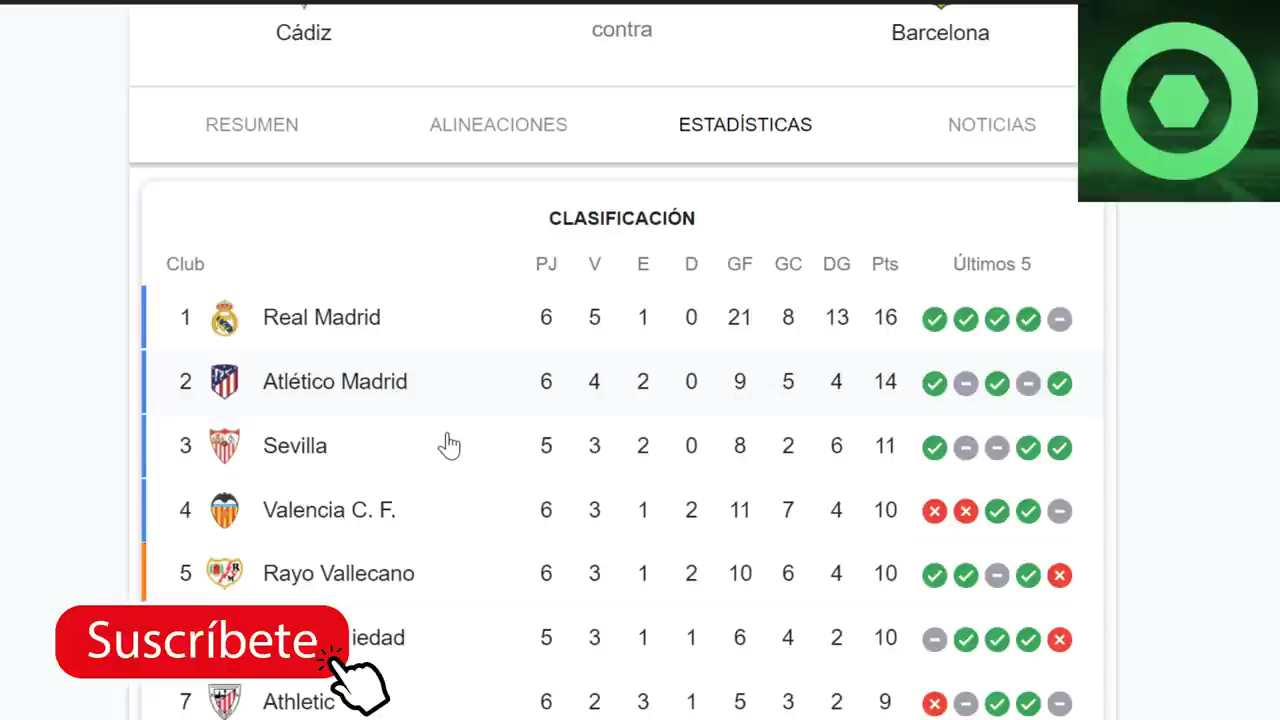 Cádiz contra Barcelona
RESUMEN ALINEACIONES ESTADÍSTICAS NOTICIAS
CLASIFICACIÓN
Club PJ V E D GF GC DG Pts Últimos 5
1 Real Madrid 6 5 1 0 21 8 13 16
2 Atlético Madrid 6 4 2 0 9 5 4 14
3 Sevilla 5 3 2 0 8 2 6 11
4 Valencia C. F. 6 3 1 2 11 7 4 10
5 Rayo Vallecano 6 3 1 2 10 6 4 10
Suscríbete iedad 5 3 1 1 6 4 2 10
7 Athletic 6 2 3 1 5 3 2 9